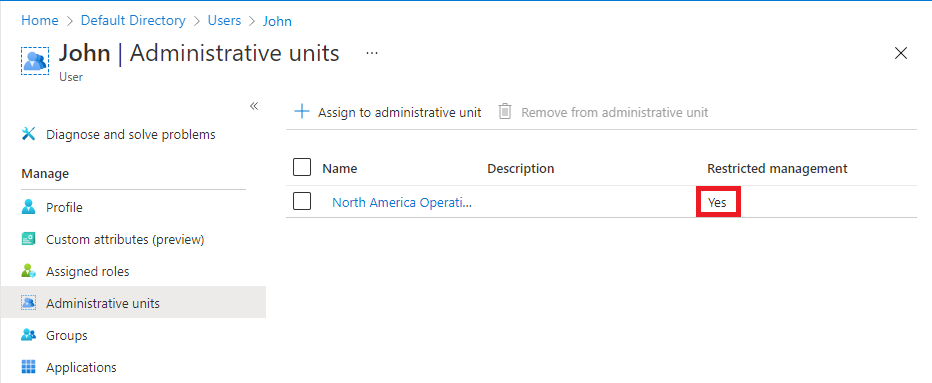 Home > Default Directory > Users > John
John | Administrative units ...
User
«
Diagnose and solve problems
Manage
Profile
Custom attributes (preview)
Assigned roles
Administrative units
Groups
Applications
+ Assign to administrative unit Remove from administrative unit
Name Description Restricted management
North America Operati... Yes